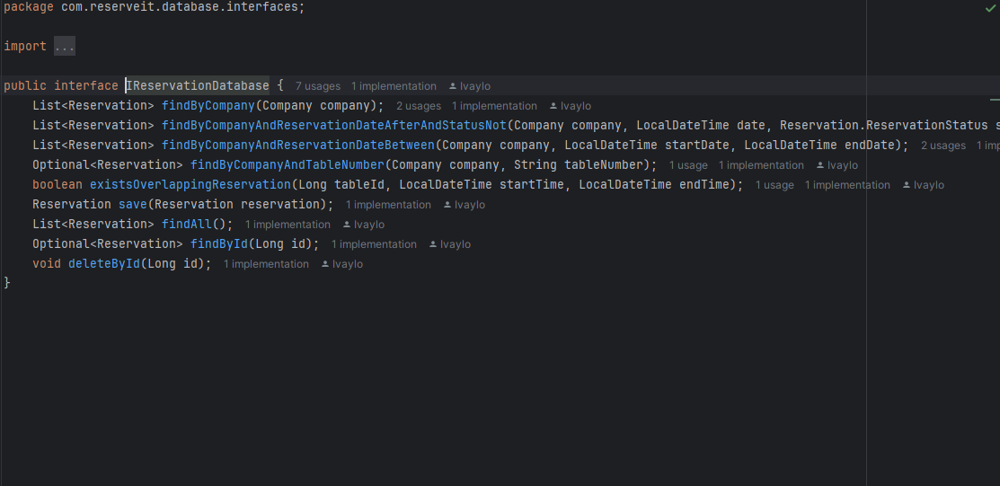 package com.reserveit.database.interfaces;
import ...
public interface IReservationDatabase { 7 usages 1 implementation Ivaylo
List<Reservation> findByCompany(Company company); 2 usages 1 implementation Ivaylo
List<Reservation> findByCompanyAndReservationDateAfterAndStatusNot(Company company, LocalDateTime date, Reservation.ReservationStatus s
List<Reservation> findByCompanyAndReservationDateBetween(Company company, LocalDateTime startDate, LocalDateTime endDate); 2 usages 1 imp
Optional<Reservation> findByCompanyAndTableNumber(Company company, String tableNumber); 1 usage 1 implementation Ivaylo
boolean existsOverlappingReservation(Long tableId, LocalDateTime startTime, LocalDateTime endTime); 1 usage 1 implementation Ivaylo
Reservation save(Reservation reservation); 1 implementation Ivaylo
List<Reservation> findAll(); 1 implementation Ivaylo
Optional<Reservation> findById(Long id); 1 implementation Ivaylo
void deleteById(Long id); 1 implementation Ivaylo
}